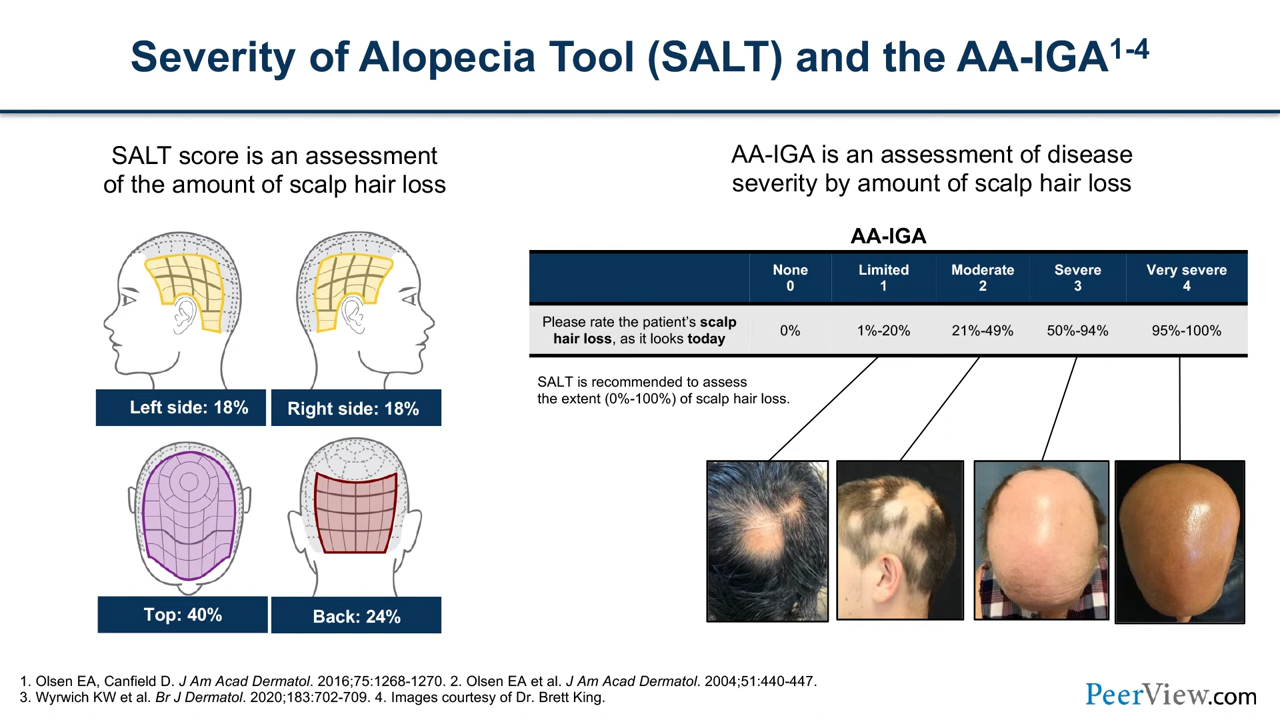 Severity of Alopecia Tool (SALT) and the AA-IGA1-4
SALT score is an assessment
of the amount of scalp hair loss
Left side: 18%
Right side: 18%
Top: 40%
Back: 24%
AA-IGA is an assessment of disease
severity by amount of scalp hair loss
AA-IGA
None
0
Limited
1
Moderate
2
Severe
3
Very severe
4
Please rate the patient’s scalp
hair loss, as it looks today
0%
1%-20%
21%-49%
50%-94%
95%-100%
SALT is recommended to assess
the extent (0%-100%) of scalp hair loss.
1. Olsen EA, Canfield D. J Am Acad Dermatol. 2016;75:1268-1270. 2. Olsen EA et al. J Am Acad Dermatol. 2004;51:440-447.
3. Wyrwich KW et al. Br J Dermatol. 2020;183:702-709. 4. Images courtesy of Dr. Brett King.
PeerView.com